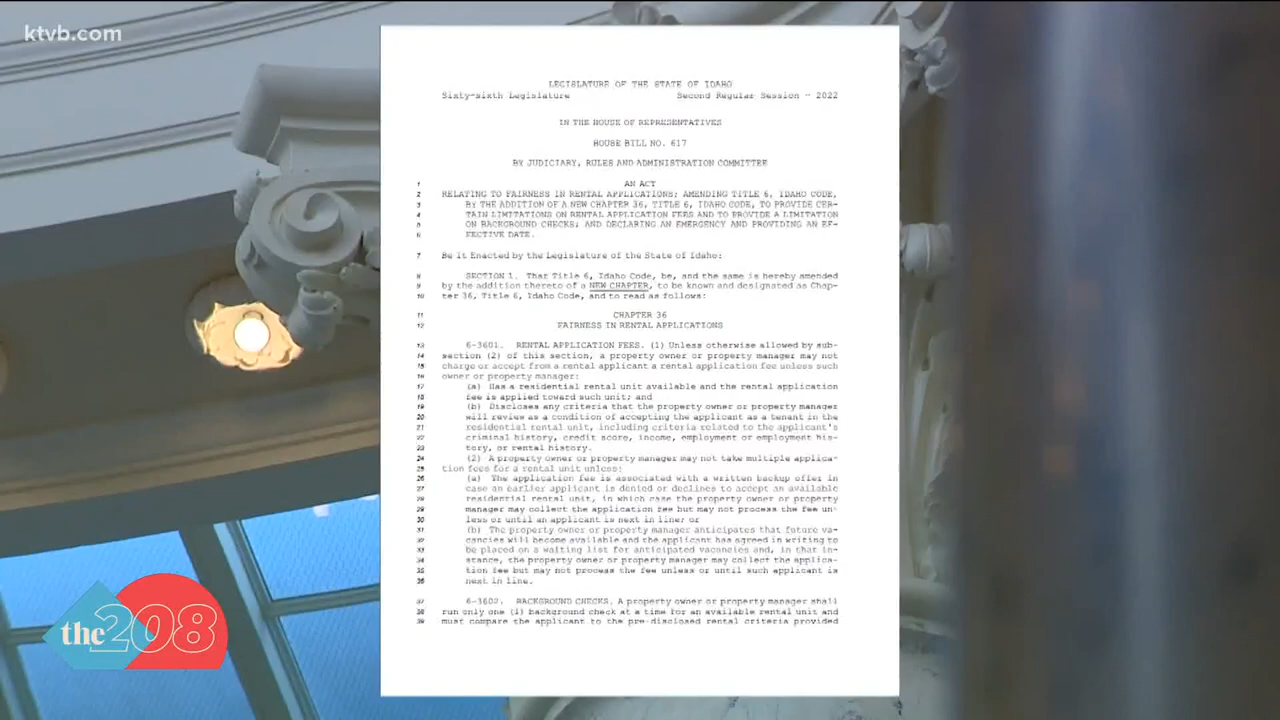 ktvb.com
LEGISLATURE OF THE STATE OF IDAHO
Sixty-sixth Legislature Second Regular Session - 2022
IN THE HOUSE OF REPRESENTATIVES
HOUSE BILL NO. 617
BY JUDICIARY, RULES AND ADMINISTRATION COMMITTEE
1 AN ACT
2 RELATING TO FAIRNESS IN RENTAL APPLICATIONS; AMENDING TITLE 6, IDAHO CODE,
3 BY THE ADDITION OF A NEW CHAPTER 36, TITLE 6, IDAHO CODE, TO PROVIDE CER-
4 TAIN LIMITATIONS ON RENTAL APPLICATION FEES AND TO PROVIDE A LIMITATION
5 ON BACKGROUND CHECKS; AND DECLARING AN EMERGENCY AND PROVIDING AN EF-
6 FECTIVE DATE.
7 Be it Enacted by the Legislature of the State of Idaho:
8 SECTION 1. That Title 6, Idaho Code, be, and the same is hereby amended
9 by the addition thereto of a NEW CHAPTER, to be known and designated as Chap-
10 ter 36, Title 6, Idaho Code, and to read as follows:
11 CHAPTER 36
12 FAIRNESS IN RENTAL APPLICATIONS
13 6-3601. RENTAL APPLICATION FEES. (1) Unless otherwise allowed by sub-
14 section (2) of this section, a property owner or property manager may not
15 charge or accept from a rental applicant a rental application fee unless such
16 owner or property manager:
17 (a) Has a residential rental unit available and the rental application
18 fee is applied toward such unit; and
19 (b) Discloses any criteria that the property owner or property manager
20 will review as a condition of accepting the applicant as a tenant in the
21 residential rental unit, including criteria related to the applicant's
22 criminal history, credit score, income, employment or employment his-
23 tory, or rental history.
24 (2) A property owner or property manager may not take multiple applica-
25 tion fees for a rental unit unless:
26 (a) The application fee is associated with a written backup offer in
27 case an earlier applicant is denied or declines to accept an available
28 residential rental unit, in which case the property owner or property
29 manager may collect the application fee but may not process the fee un-
30 less or until an applicant is next in line; or
31 (b) The property owner or property manager anticipates that future va-
32 cancies will become available and the applicant has agreed in writing to
33 be placed on a waiting list for anticipated vacancies and, in that in-
34 stance, the property owner or property manager may collect the applica-
35 tion fee but may not process the fee unless or until such applicant is
36 next in line.
37 6-3602. BACKGROUND CHECKS. A property owner or property manager shall
38 run only one (1) background check at a time for an available rental unit and
39 must compare the applicant to the pre-disclosed rental criteria provided
the 208